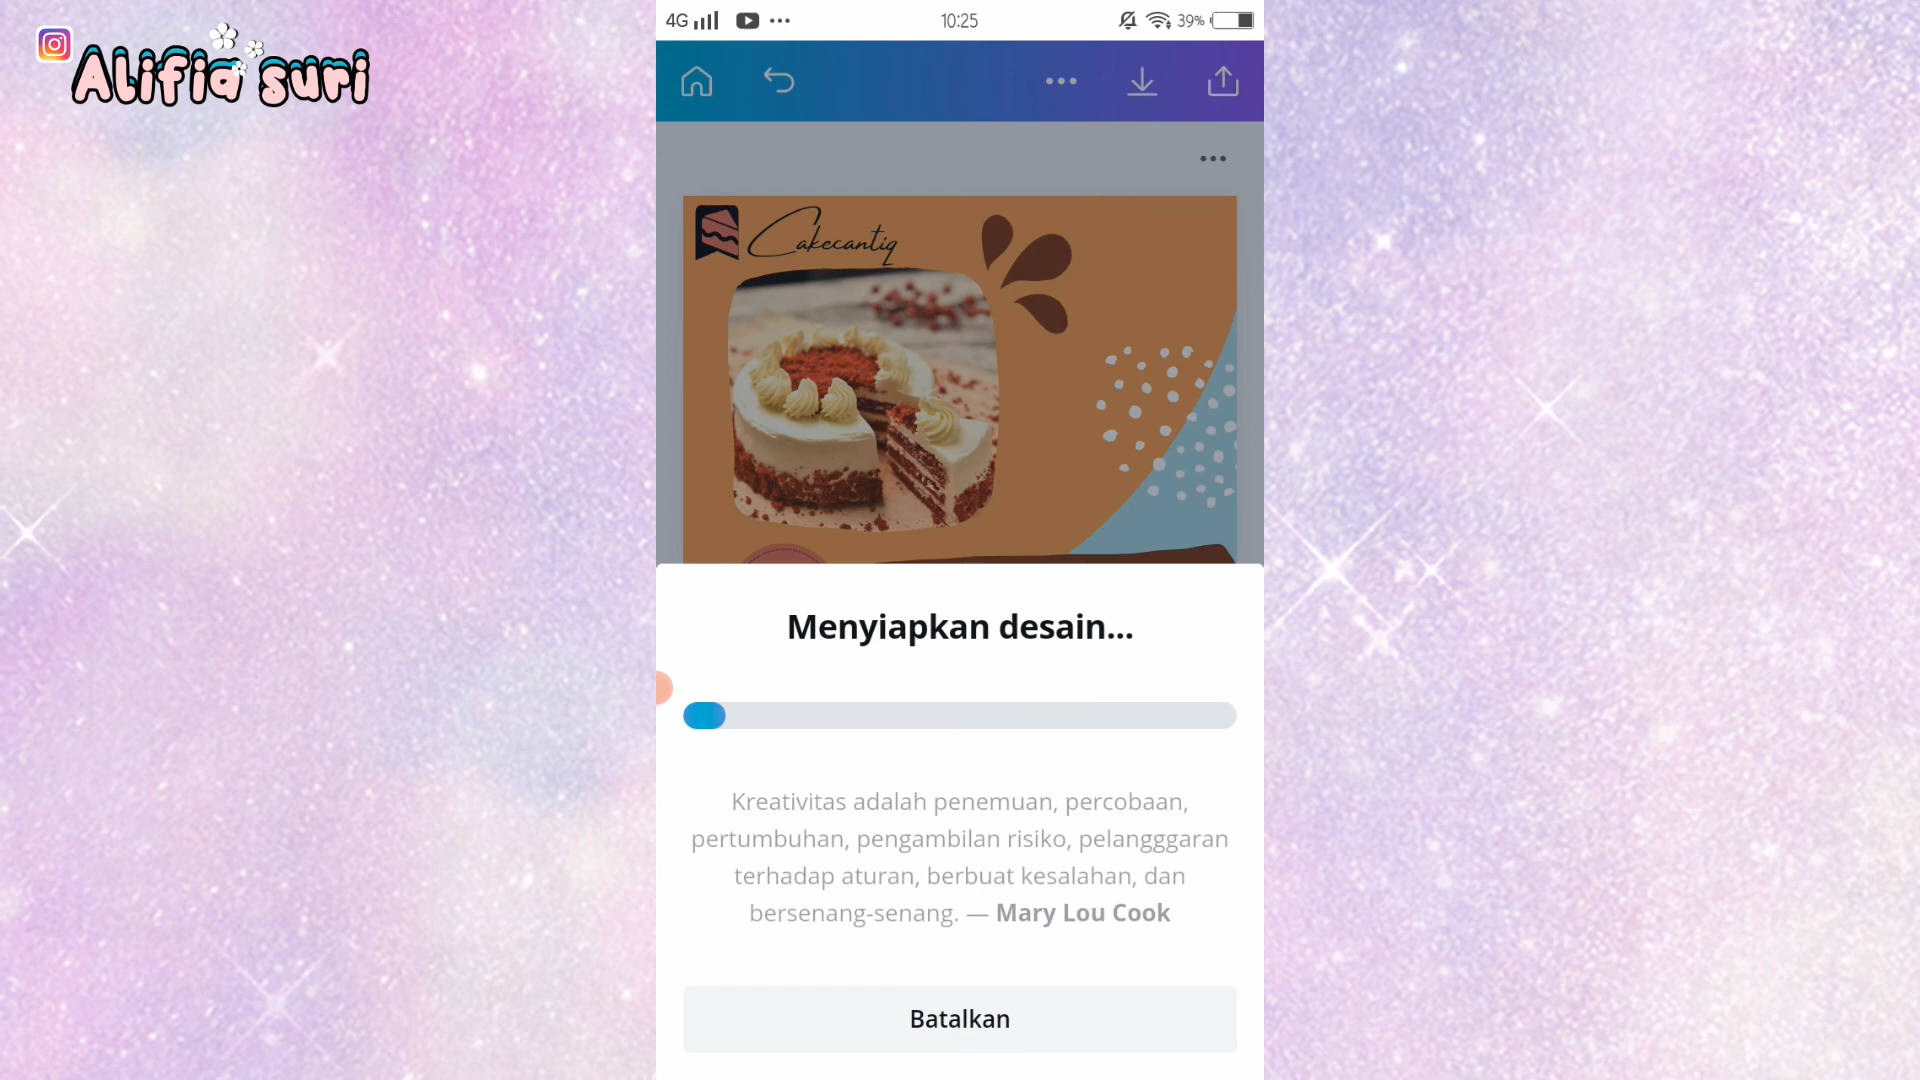 Alifia suri
4G
10:25
39%
Cakecantiq
Menyiapkan desain...
Kreativitas adalah penemuan, percobaan,
pertumbuhan, pengambilan risiko, pelangggaran
terhadap aturan, berbuat kesalahan, dan
bersenang-senang. — Mary Lou Cook
Batalkan